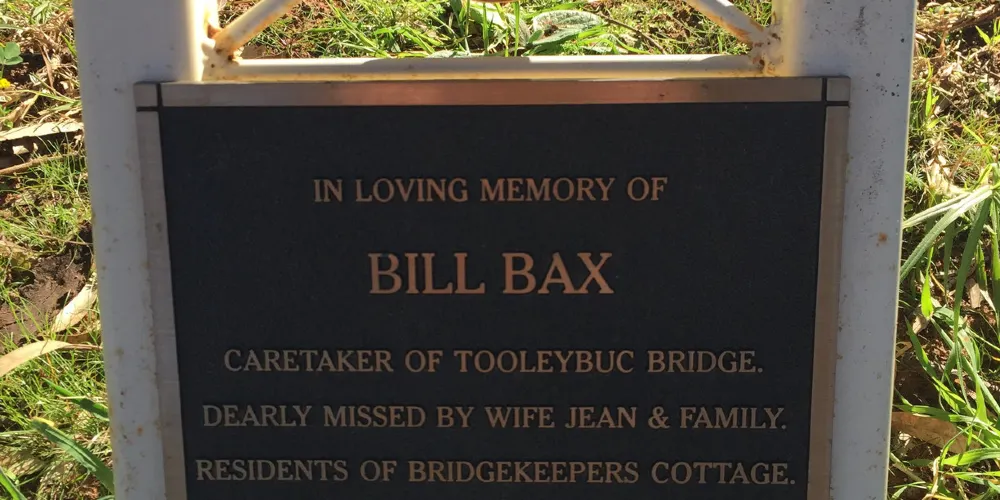 IN LOVING MEMORY OF
BILL BAX
CARETAKER OF TOOLEYBUC BRIDGE.
DEARLY MISSED BY WIFE JEAN & FAMILY.
RESIDENTS OF BRIDGEKEEPERS COTTAGE.